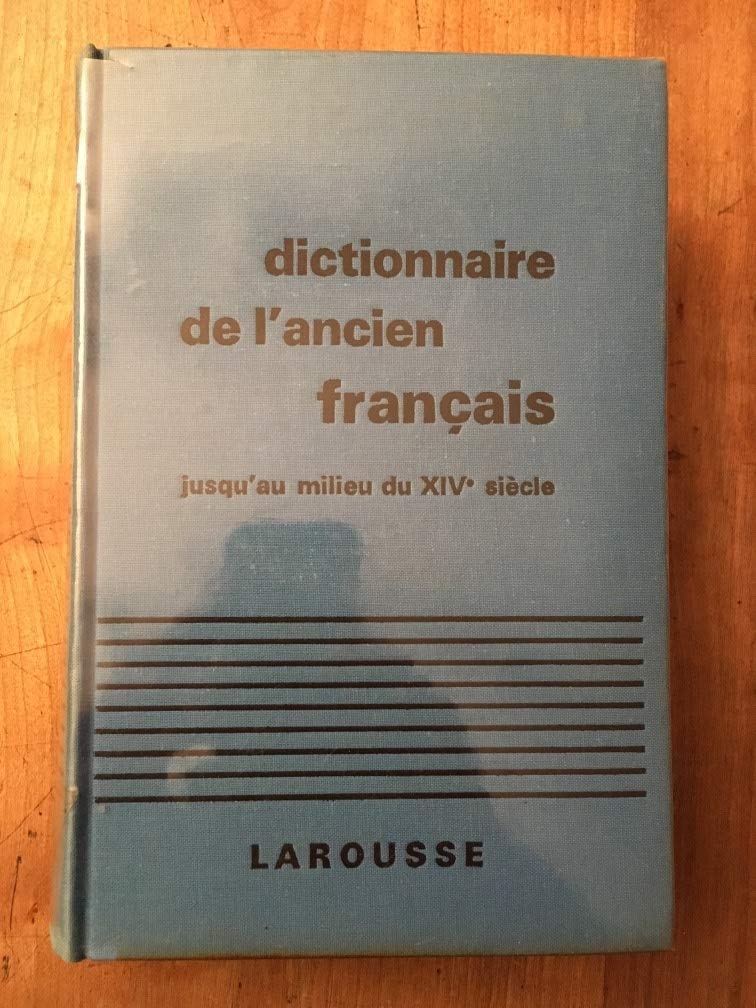 dictionnaire
de l'ancien
français
jusqu'au milieu du XIVe siècle
LAROUSSE